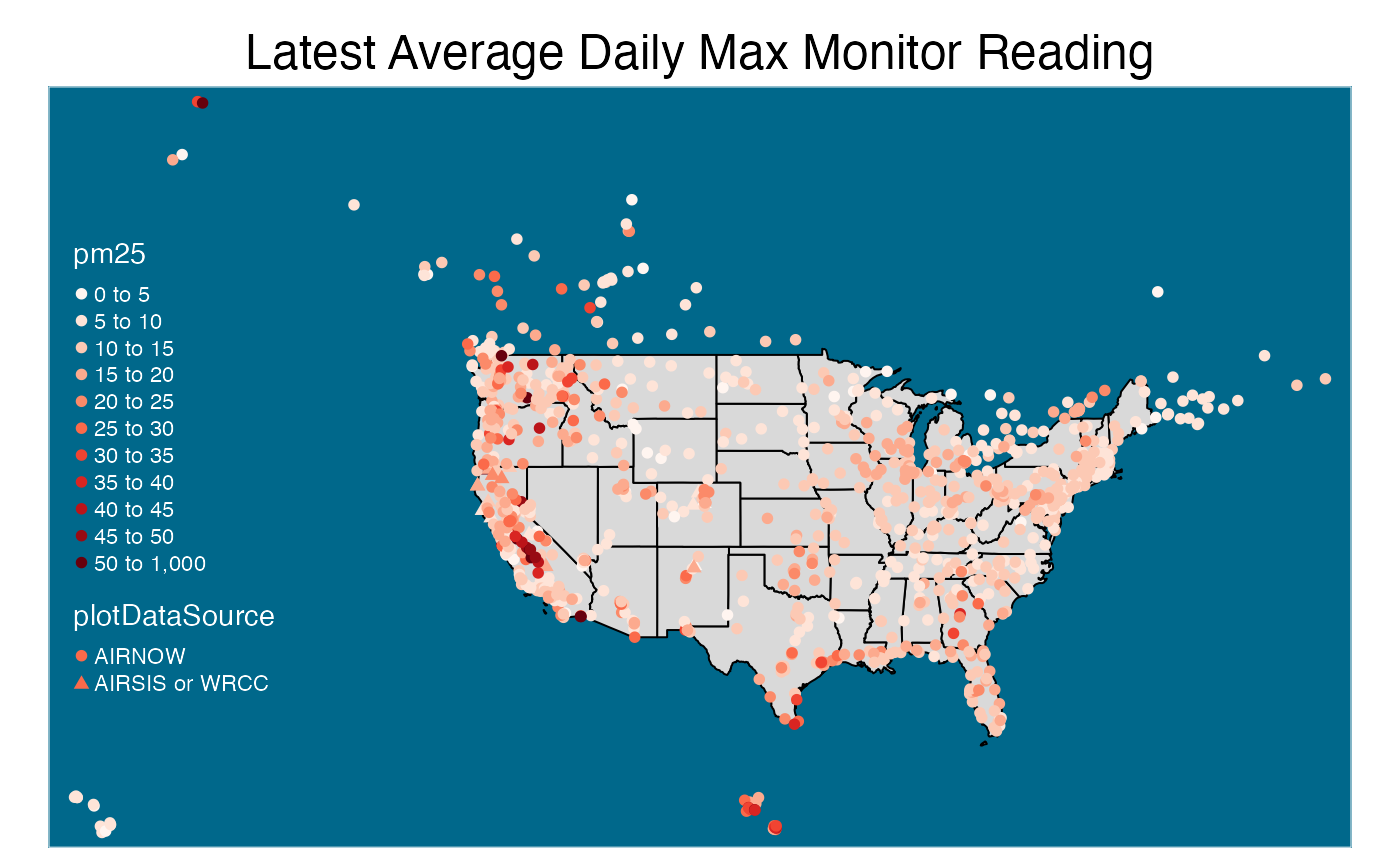 Latest Average Daily Max Monitor Reading
pm25
0 to 5
5 to 10
10 to 15
15 to 20
20 to 25
25 to 30
30 to 35
35 to 40
40 to 45
45 to 50
50 to 1,000
plotDataSource
AIRNOW
AIRSIS or WRCC